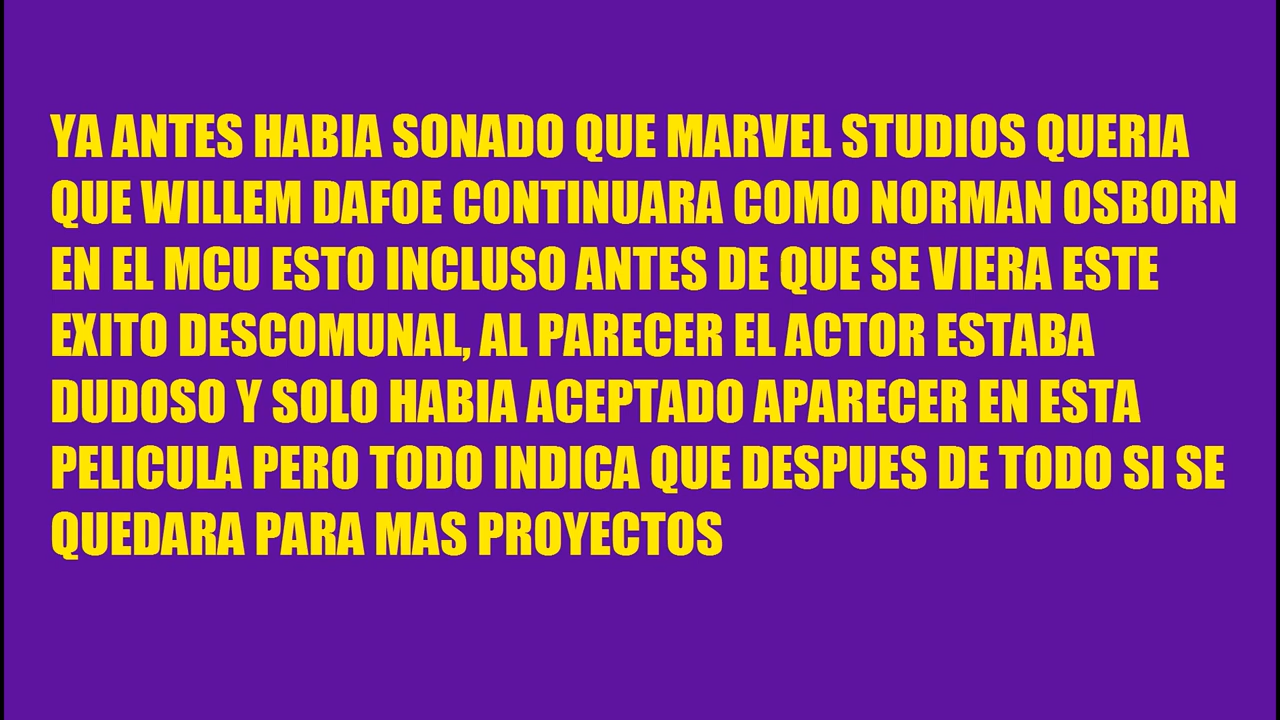 YA ANTES HABIA SONADO QUE MARVEL STUDIOS QUERIA
QUE WILLEM DAFOE CONTINUARA COMO NORMAN OSBORN
EN EL MCU ESTO INCLUSO ANTES DE QUE SE VIERA ESTE
EXITO DESCOMUNAL, AL PARECER EL ACTOR ESTABA
DUDOSO Y SOLO HABIA ACEPTADO APARECER EN ESTA
PELICULA PERO TODO INDICA QUE DESPUES DE TODO SI SE
QUEDARA PARA MAS PROYECTOS